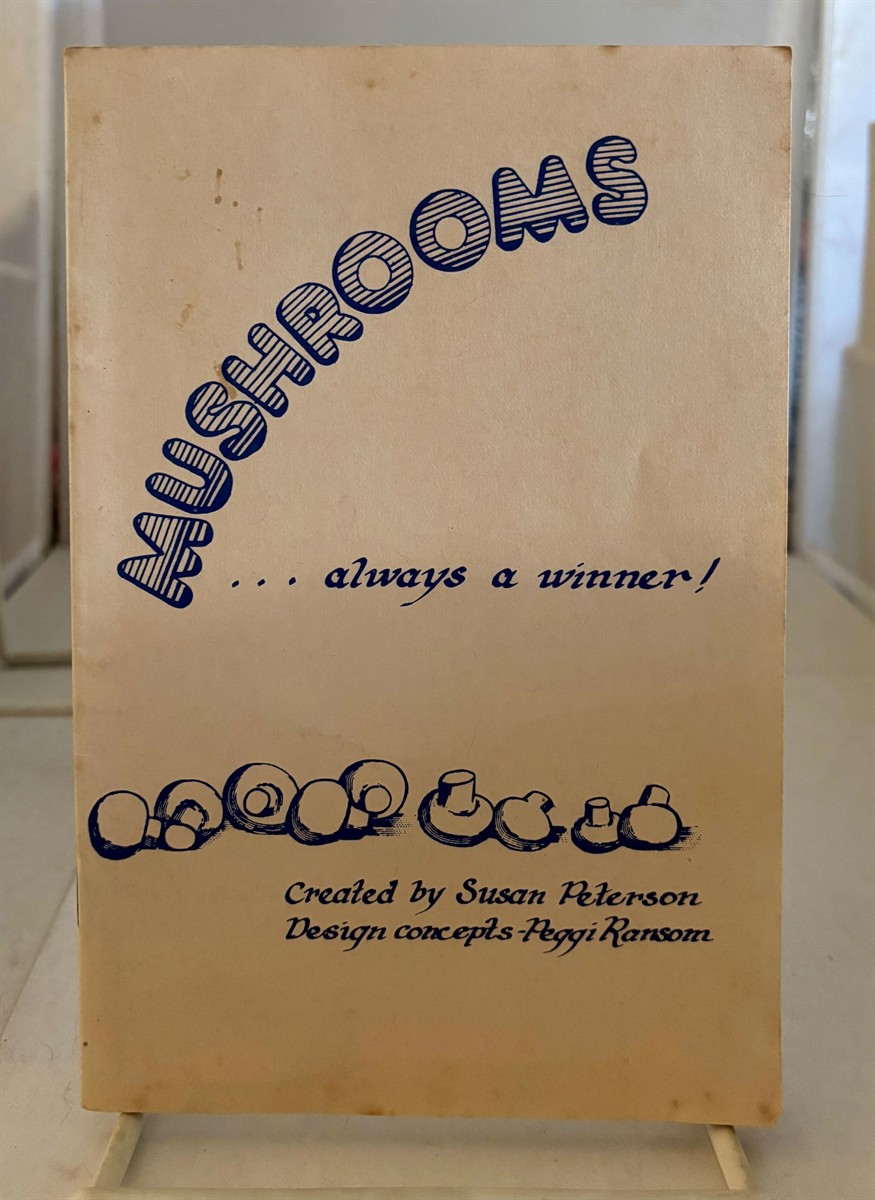 MUSHROOMS
... always a winner!
Created by Susan Peterson
Design concepts-Peggi Ransom